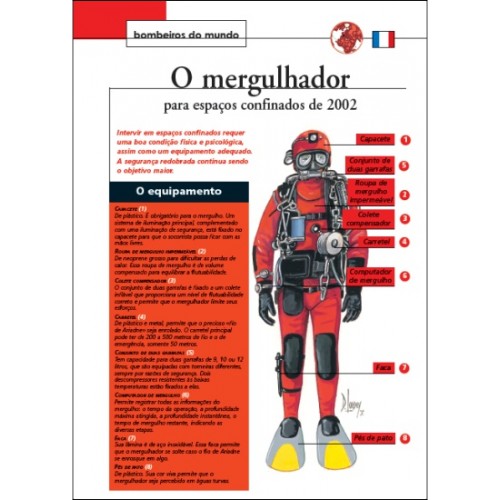 bombeiros do mundo
O mergulhador
para espaços confinados de 2002
Intervir em espaços confinados requer
uma boa condição física e psicológica,
assim como um equipamento adequado.
A segurança redobrada continua sendo
o objetivo maior.
O equipamento
CAPACETE (1)
De plástico. É obrigatório para o mergulho. Um
sistema de iluminação principal, complementado
com uma iluminação de segurança, está fixado no
capacete para que o socorrista possa ficar com as
mãos livres.
ROUPA DE MERGULHO IMPERMEÁVEL (2)
De neoprene grosso para dificultar as perdas de
calor. Essa roupa de mergulho é de volume
compensado para equilibrar a flutuabilidade.
COLETE COMPENSADOR (3)
O conjunto de duas garrafas é fixado a um colete
inflável que proporciona um nível de flutuabilidade
correto e permite que o mergulhador limite seus
esforços.
CARRETEL (4)
De plástico e metal, permite que o precioso «fio
de Ariadne» seja enrolado. O carretel principal
pode ter de 200 a 500 metros de fio e o de
emergência, somente 50 metros.
CONJUNTO DE DUAS GARRAFAS (5)
Tem capacidade para duas garrafas de 9, 10 ou 12
litros, que são equipadas com torneiras diferentes,
sempre por razões de segurança. Dois
descompressores resistentes às baixas
temperaturas estão fixados a elas.
COMPUTADOR DE MERGULHO (6)
Permite registrar todas as informações do
mergulho: o tempo da operação, a profundidade
máxima atingida, a profundidade instantânea, o
tempo de mergulho restante, indicando as
diversas etapas.
FACA (7)
Sua lâmina é de aço inoxidável. Essa faca permite
que o mergulhador se solte caso o fio de Ariadne
se enrosque em algo.
PÉS DE PATO (8)
De plástico. Sua cor viva permite que o
mergulhador seja percebido em águas turvas.
Capacete 1
Conjunto de
duas garrafas 5
Roupa de
mergulho
impermeável 2
Colete
compensador 3
Carretel 4
Computador
de mergulho 6
Faca 7
Pés de pato 8